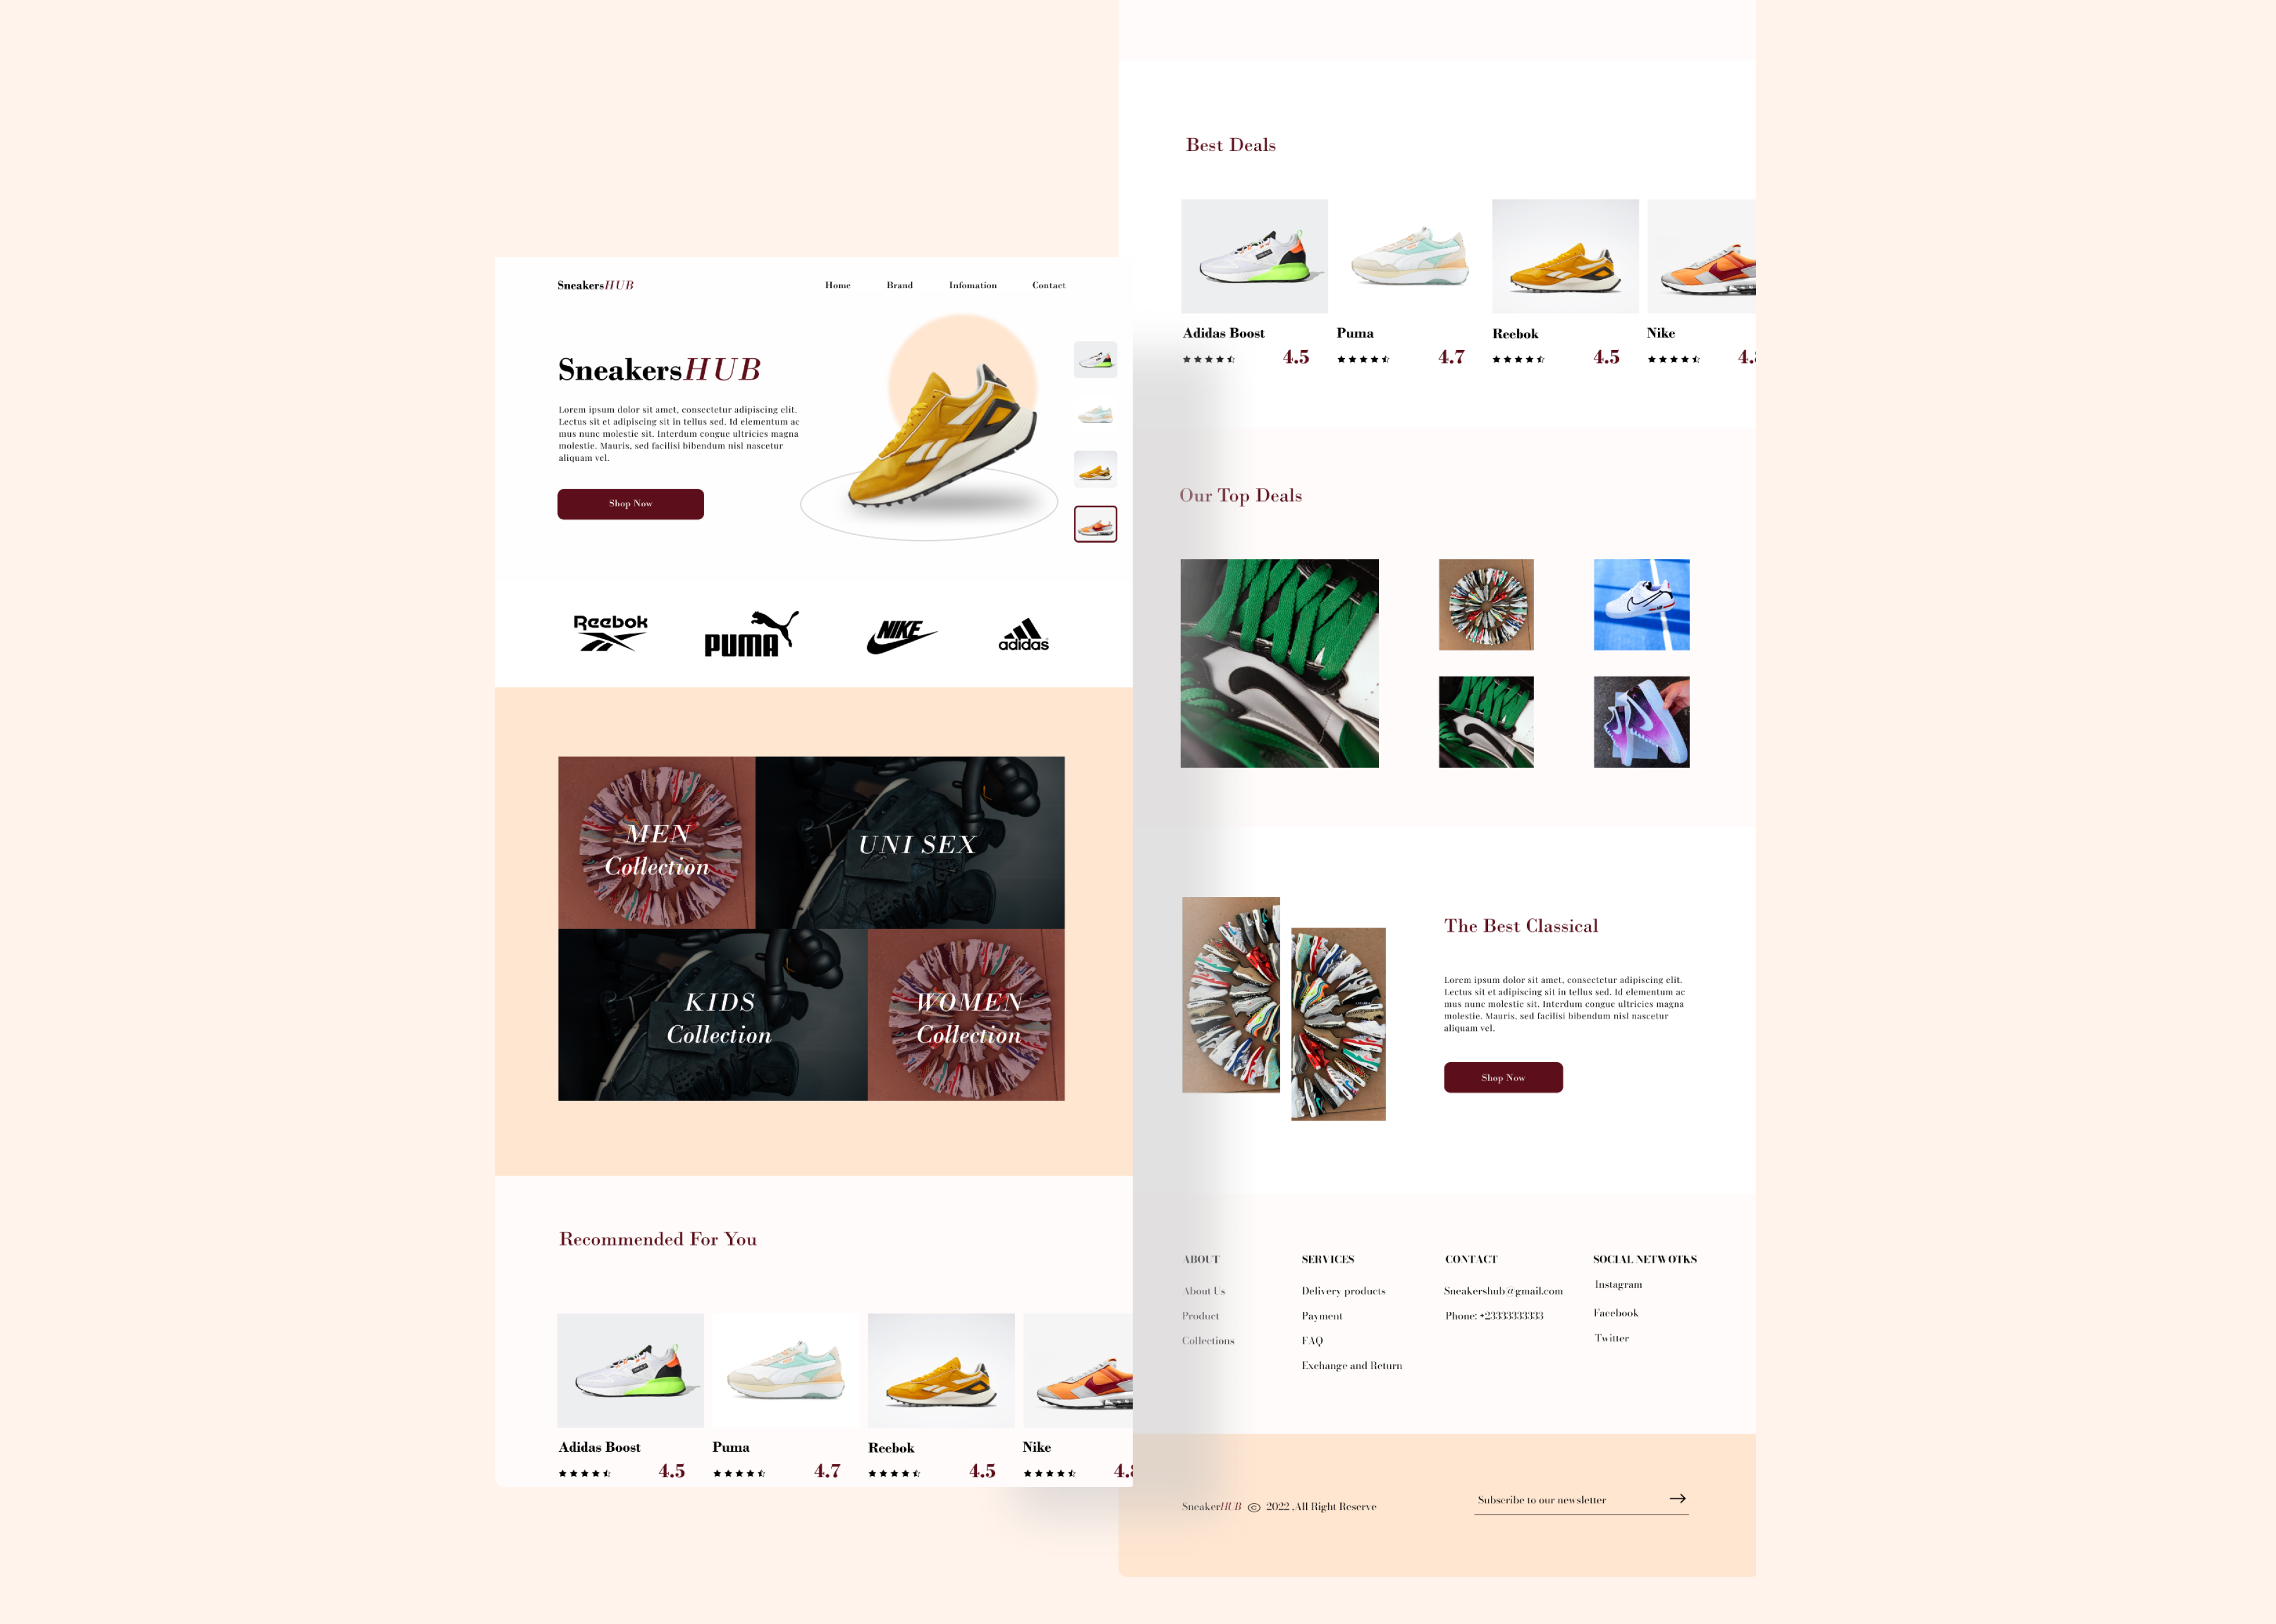 SneakersHUB
Home Brand Infomation Contact
SneakersHUB
Lorem ipsum dolor sit amet, consectetur adipiscing elit.
Lectus sit et adipiscing sit in tellus sed. Id elementum ac
mus nunc molestie sit. Interdum congue ultricies magna
molestie. Mauris, sed facilisi bibendum nisl nascetur
aliquam vel.
Shop Now
Reebok PUMA NIKE adidas
MEN
Collection
UNI SEX
KIDS
Collection
WOMEN
Collection
Recommended For You
Adidas Boost Puma Reebok Nike
4.5 4.7 4.5
Best Deals
Adidas Boost Puma Reebok Nike
4.5 4.7 4.5
Our Top Deals
The Best Classical
Lorem ipsum dolor sit amet, consectetur adipiscing elit.
Lectus sit et adipiscing sit in tellus sed. Id elementum ac
mus nunc molestie sit. Interdum congue ultricies magna
molestie. Mauris, sed facilisi bibendum nisl nascetur
aliquam vel.
Shop Now
ABOUT
About Us
Product
Collections
SERVICES
Delivery products
Payment
FAQ
Exchange and Return
CONTACT
Sneakershub@gmail.com
Phone: +23333333333
SOCIAL NETWOTKS
Instagram
Facebook
Twitter
SneakerHUB © 2022 .All Right Reserve
Subscribe to our newsletter